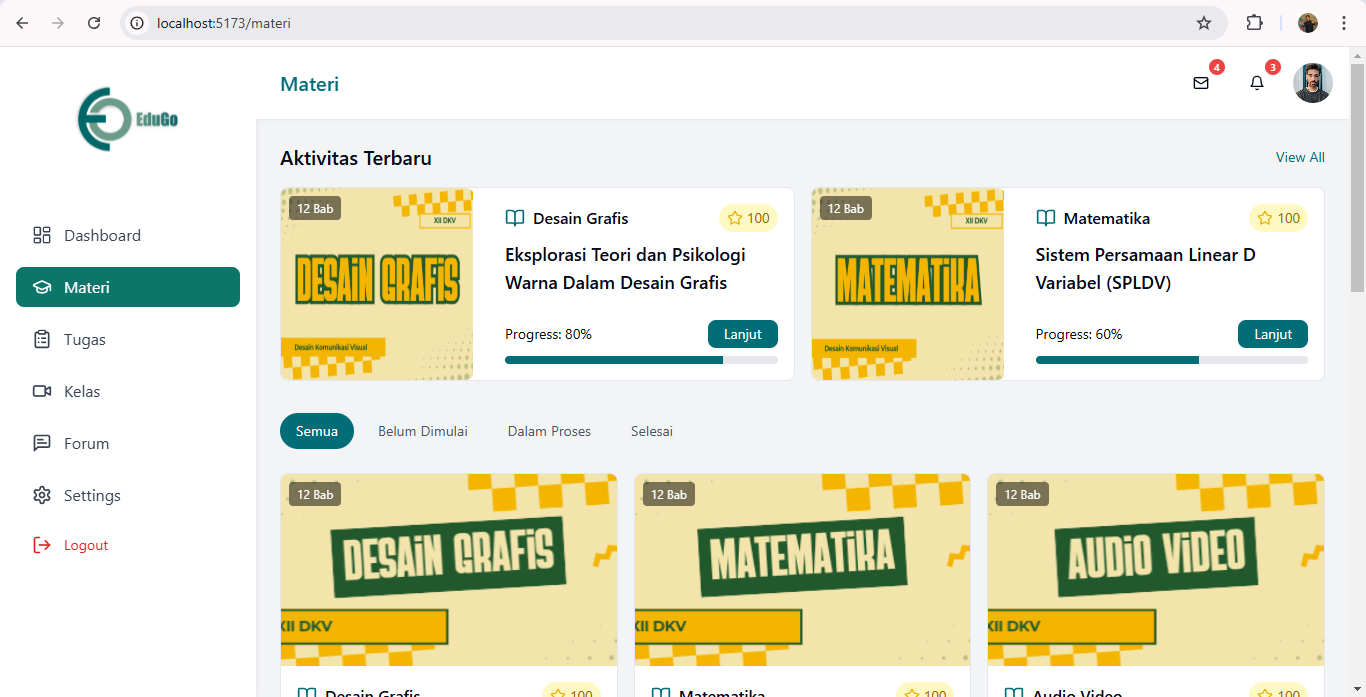 localhost:5173/materi
EduGo
Materi
4
3
Dashboard
Materi
Tugas
Kelas
Forum
Settings
Logout
Aktivitas Terbaru
View All
12 Bab
XII DKV
DESAIN GRAFIS
Desain Komunikasi Visual
Desain Grafis
100
Eksplorasi Teori dan Psikologi
Warna Dalam Desain Grafis
Progress: 80%
Lanjut
12 Bab
XII DKV
MATEMATIKA
Desain Komunikasi Visual
Matematika
100
Sistem Persamaan Linear D
Variabel (SPLDV)
Progress: 60%
Lanjut
Semua
Belum Dimulai
Dalam Proses
Selesai
12 Bab
DESAIN GRAFIS
XII DKV
Desain Grafis
100
12 Bab
MATEMATIKA
XII DKV
Matematika
100
12 Bab
AUDIO VIDEO
XII DKV
Audio Video
100